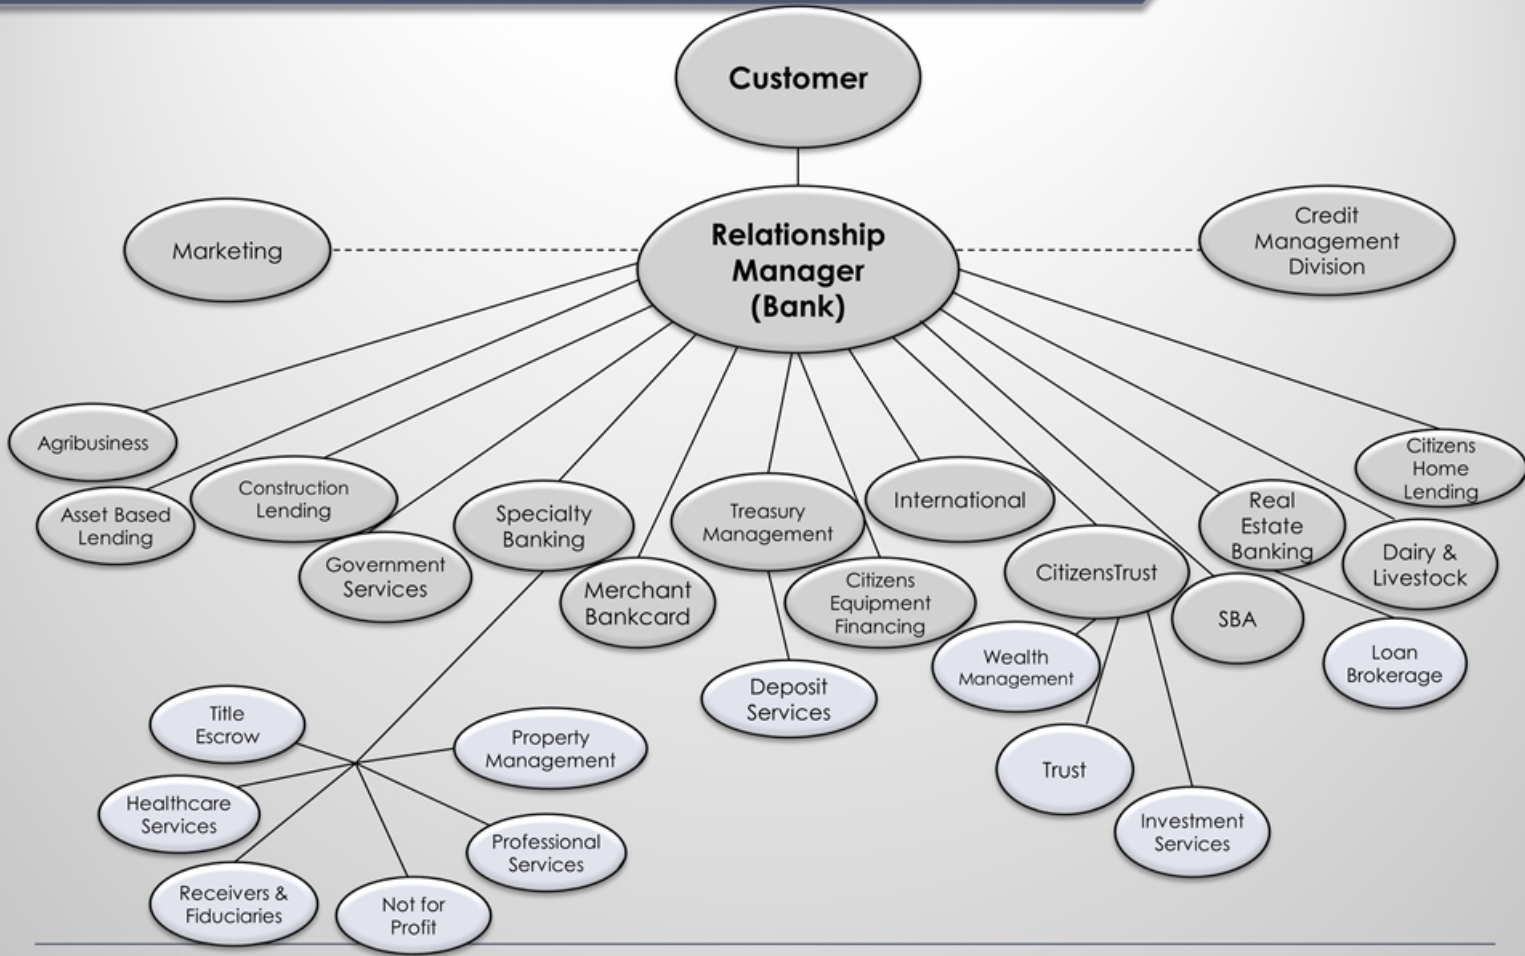 Customer
Relationship
Manager
(Bank)
Marketing
Credit
Management
Division
Agribusiness
Asset Based
Lending
Construction
Lending
Government
Services
Specialty
Banking
Merchant
Bankcard
Treasury
Management
Citizens
Equipment
Financing
International
CitizensTrust
SBA
Real
Estate
Banking
Dairy &
Livestock
Citizens
Home
Lending
Loan
Brokerage
Wealth
Management
Deposit
Services
Trust
Investment
Services
Title
Escrow
Property
Management
Healthcare
Services
Professional
Services
Receivers &
Fiduciaries
Not for
Profit